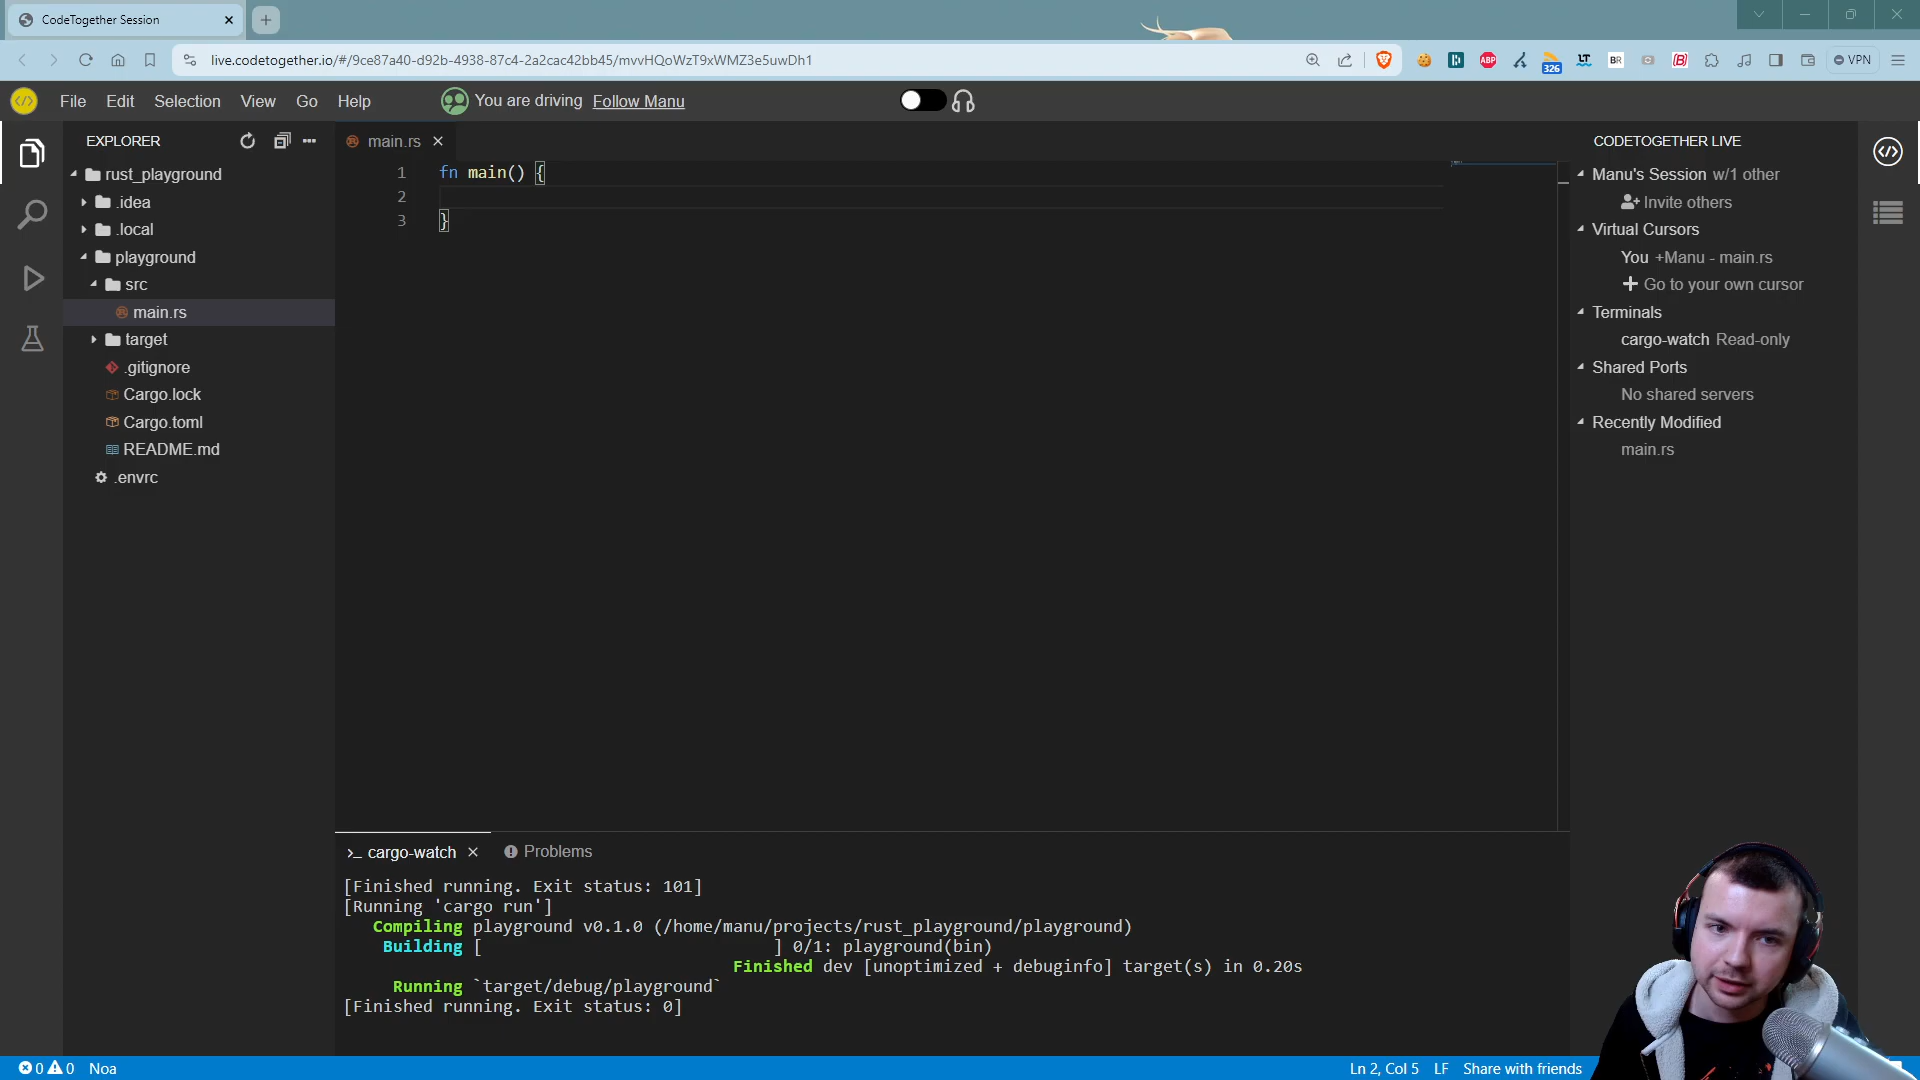 CodeTogether Session
live.codetogether.io/#/9ce87a40-d92b-4938-87c4-2a2cac42bb45/mvvHQoWzT9xWMZ3e5uwDh1
ABP
326
LT
BR
VPN
File Edit Selection View Go Help
You are driving Follow Manu
EXPLORER
rust_playground
.idea
.local
playground
src
main.rs
target
.gitignore
Cargo.lock
Cargo.toml
README.md
.envrc
main.rs
1 fn main() {
2
3 }
CODETOGETHER LIVE
Manu's Session w/1 other
Invite others
Virtual Cursors
You +Manu - main.rs
Go to your own cursor
Terminals
cargo-watch Read-only
Shared Ports
No shared servers
Recently Modified
main.rs
cargo-watch
Problems
[Finished running. Exit status: 101]
[Running 'cargo run']
Compiling playground v0.1.0 (/home/manu/projects/rust_playground/playground)
Building [ ] 0/1: playground(bin)
Finished dev [unoptimized + debuginfo] target(s) in 0.20s
Running `target/debug/playground`
[Finished running. Exit status: 0]
0 0 Noa
Ln 2, Col 5 LF Share with friends